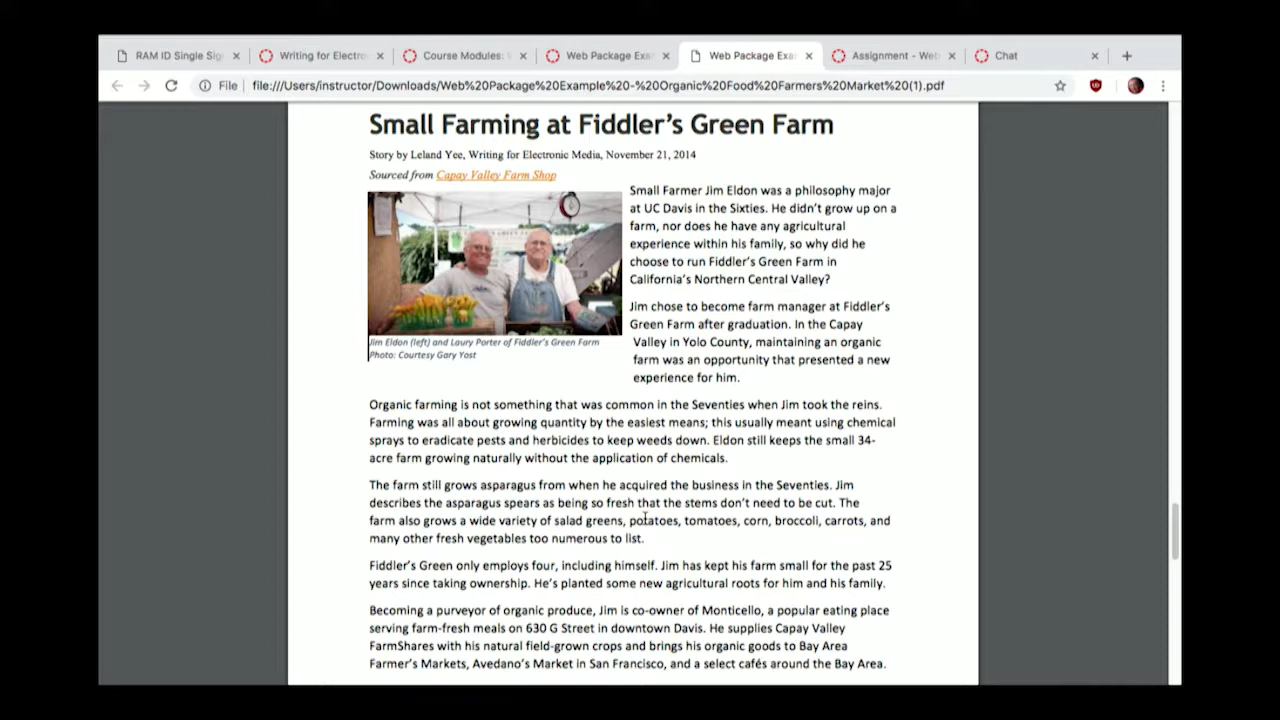 RAM ID Single Sig
Writing for Electro
Course Modules:
Web Package Exa
Web Package Exa
Assignment - Web
Chat
File
file:///Users/instructor/Downloads/Web%20Package%20Example%20-%20Organic%20Food%20Farmers%20Market%20(1).pdf
Small Farming at Fiddler's Green Farm
Story by Leland Yee, Writing for Electronic Media, November 21, 2014
Sourced from Capay Valley Farm Shop
Small Farmer Jim Eldon was a philosophy major
at UC Davis in the Sixties. He didn't grow up on a
farm, nor does he have any agricultural
experience within his family, so why did he
choose to run Fiddler's Green Farm in
California's Northern Central Valley?
Jim chose to become farm manager at Fiddler's
Green Farm after graduation. In the Capay
Valley in Yolo County, maintaining an organic
farm was an opportunity that presented a new
experience for him.
Jim Eldon (left) and Laury Porter of Fiddler's Green Farm
Photo: Courtesy Gary Yost
Organic farming is not something that was common in the Seventies when Jim took the reins.
Farming was all about growing quantity by the easiest means; this usually meant using chemical
sprays to eradicate pests and herbicides to keep weeds down. Eldon still keeps the small 34-
acre farm growing naturally without the application of chemicals.
The farm still grows asparagus from when he acquired the business in the Seventies. Jim
describes the asparagus spears as being so fresh that the stems don't need to be cut. The
farm also grows a wide variety of salad greens, potatoes, tomatoes, corn, broccoli, carrots, and
many other fresh vegetables too numerous to list.
Fiddler's Green only employs four, including himself. Jim has kept his farm small for the past 25
years since taking ownership. He's planted some new agricultural roots for him and his family.
Becoming a purveyor of organic produce, Jim is co-owner of Monticello, a popular eating place
serving farm-fresh meals on 630 G Street in downtown Davis. He supplies Capay Valley
FarmShares with his natural field-grown crops and brings his organic goods to Bay Area
Farmer's Markets, Avedano's Market in San Francisco, and a select cafés around the Bay Area.